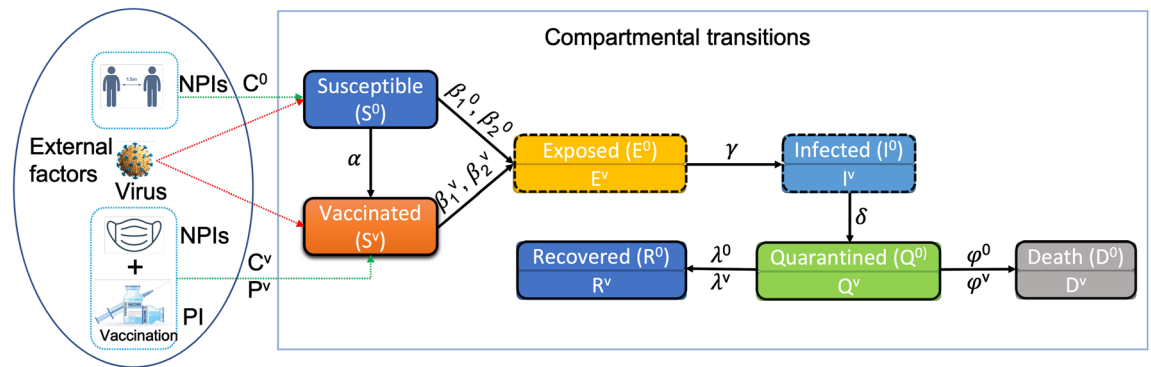 Compartmental transitions
1.5m
NPIs C⁰
External
factors
Virus
NPIs
+
Cᵛ
Pᵛ
PI
Vaccination
Susceptible
(S⁰)
α
Vaccinated
(Sᵛ)
β₁⁰, β₂⁰
β₁ᵛ, β₂ᵛ
Exposed (E⁰)
Eᵛ
γ
Infected (I⁰)
Iᵛ
δ
Recovered (R⁰)
Rᵛ
λ⁰
λᵛ
Quarantined (Q⁰)
Qᵛ
φ⁰
φᵛ
Death (D⁰)
Dᵛ